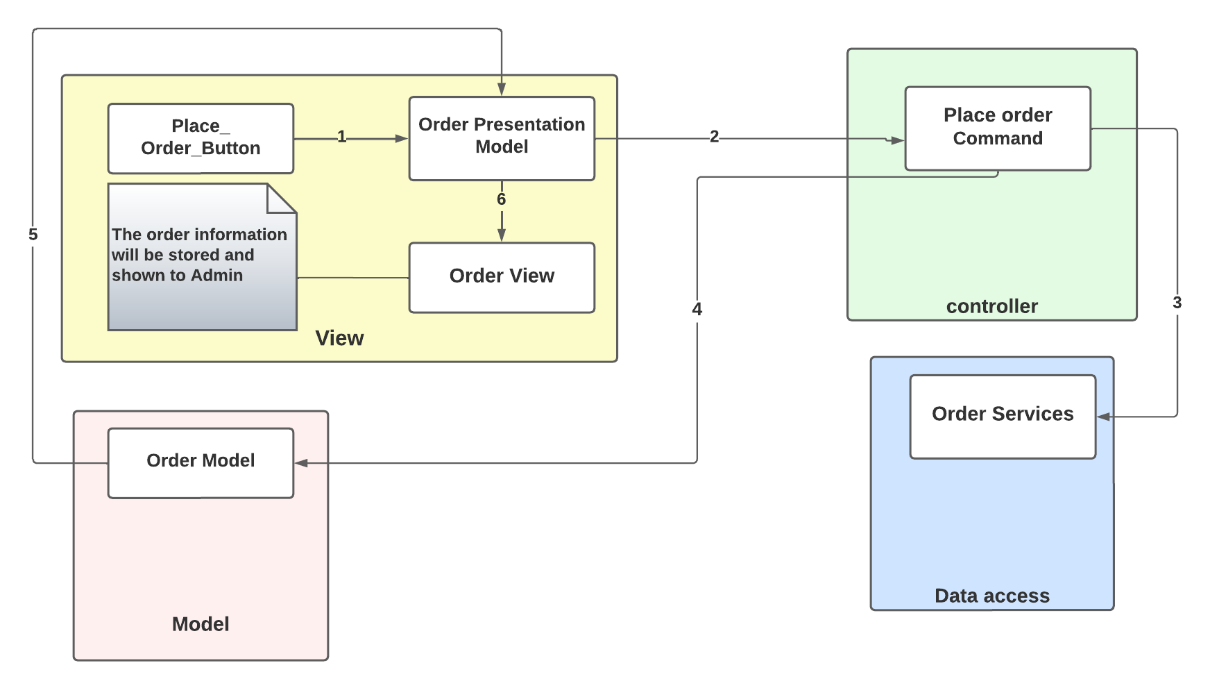 Place_
Order_Button
1
Order Presentation
Model
2
Place order
Command
6
The order information
will be stored and
shown to Admin
Order View
View
5
4
controller
3
Order Services
Data access
Order Model
Model